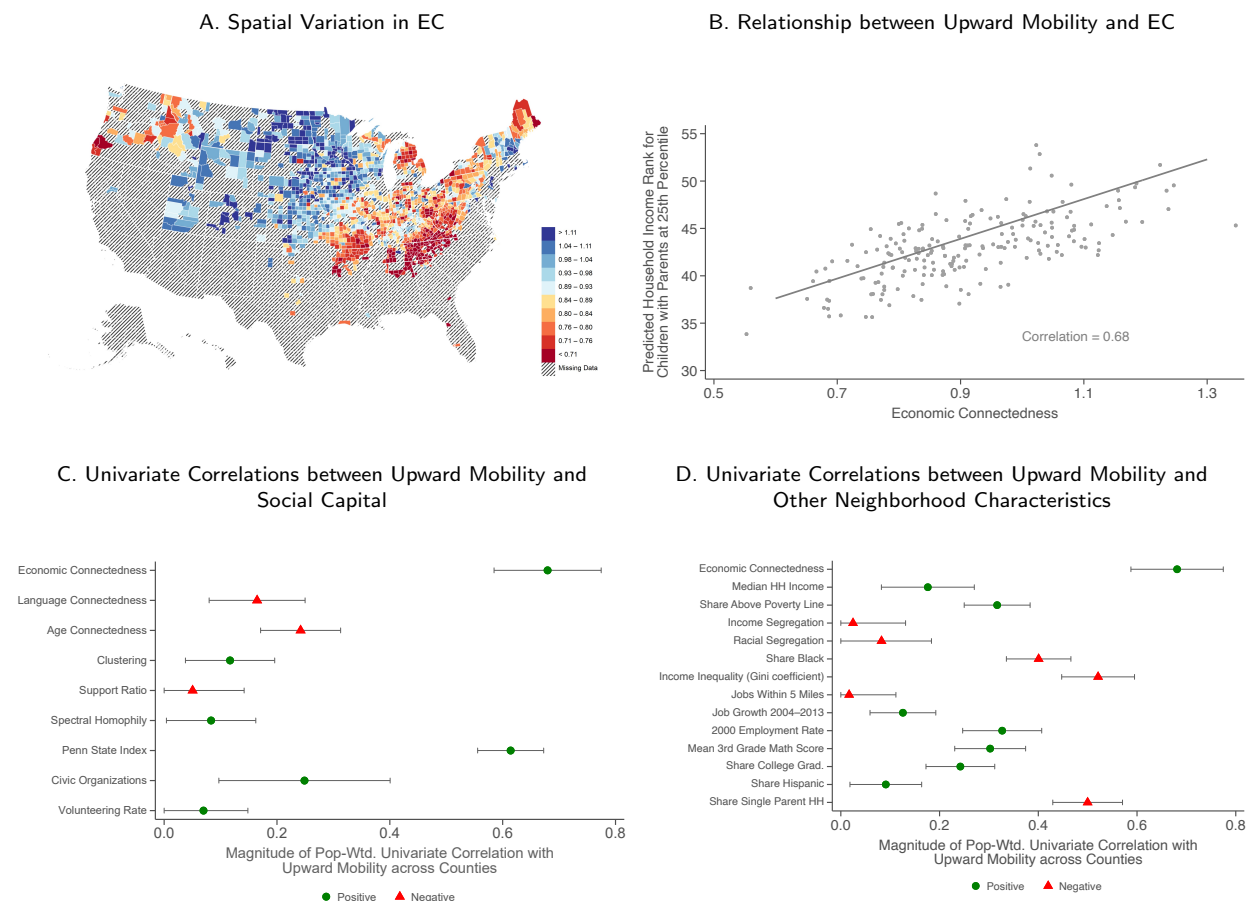 A. Spatial Variation in EC
> 1.11
1.04 – 1.11
0.98 – 1.04
0.93 – 0.98
0.89 – 0.93
0.84 – 0.89
0.80 – 0.84
0.76 – 0.80
0.71 – 0.76
< 0.71
Missing Data
B. Relationship between Upward Mobility and EC
Predicted Household Income Rank for
Children with Parents at 25th Percentile
55
50
45
40
35
30
Correlation = 0.68
0.5 0.7 0.9 1.1 1.3
Economic Connectedness
C. Univariate Correlations between Upward Mobility and
Social Capital
Economic Connectedness
Language Connectedness
Age Connectedness
Clustering
Support Ratio
Spectral Homophily
Penn State Index
Civic Organizations
Volunteering Rate
0.0 0.2 0.4 0.6 0.8
Magnitude of Pop-Wtd. Univariate Correlation with
Upward Mobility across Counties
Positive Negative
D. Univariate Correlations between Upward Mobility and
Other Neighborhood Characteristics
Economic Connectedness
Median HH Income
Share Above Poverty Line
Income Segregation
Racial Segregation
Share Black
Income Inequality (Gini coefficient)
Jobs Within 5 Miles
Job Growth 2004–2013
2000 Employment Rate
Mean 3rd Grade Math Score
Share College Grad.
Share Hispanic
Share Single Parent HH
0.0 0.2 0.4 0.6 0.8
Magnitude of Pop-Wtd. Univariate Correlation with
Upward Mobility across Counties
Positive Negative